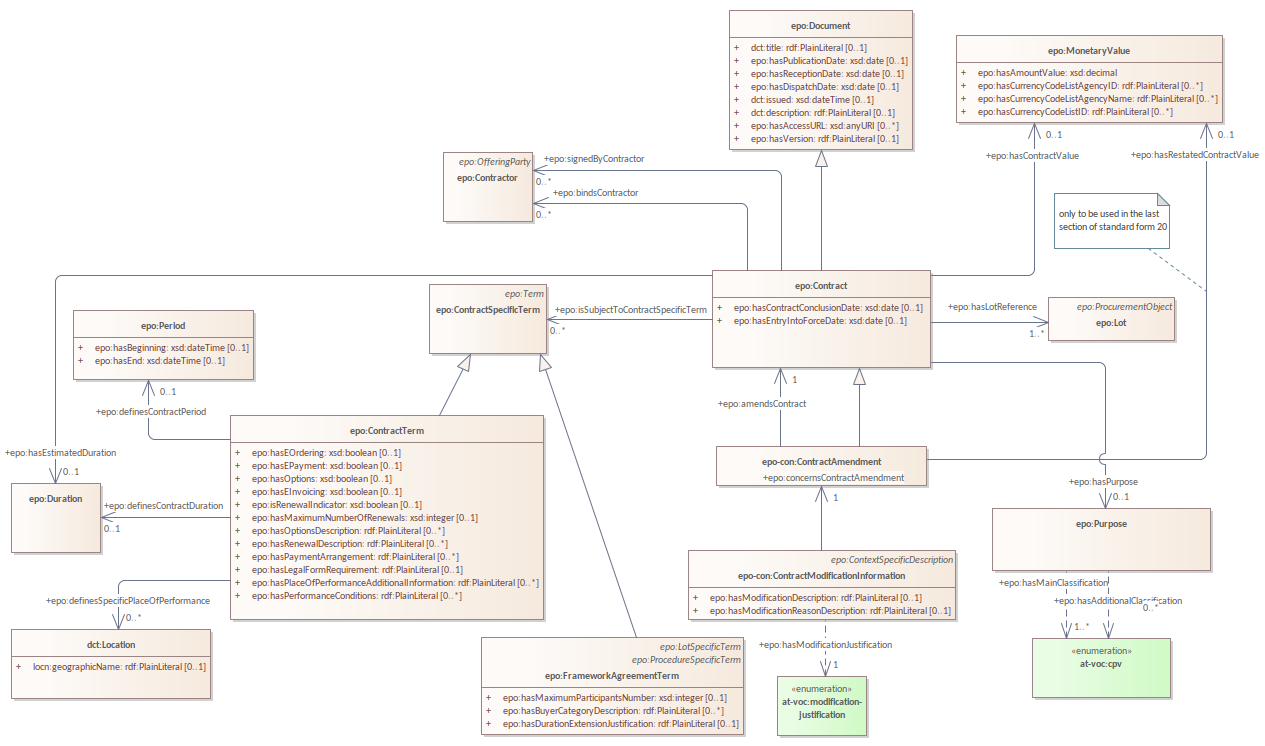 epo:Document
+ dct:title: rdf:PlainLiteral [0..1]
+ epo:hasPublicationDate: xsd:date [0..1]
+ epo:hasReceptionDate: xsd:date [0..1]
+ epo:hasDispatchDate: xsd:date [0..1]
+ dct:issued: xsd:dateTime [0..1]
+ dct:description: rdf:PlainLiteral [0..1]
+ epo:hasAccessURL: xsd:anyURI [0..*]
+ epo:hasVersion: rdf:PlainLiteral [0..1]
epo:MonetaryValue
+ epo:hasAmountValue: xsd:decimal
+ epo:hasCurrencyCodeListAgencyID: rdf:PlainLiteral [0..*]
+ epo:hasCurrencyCodeListAgencyName: rdf:PlainLiteral [0..*]
+ epo:hasCurrencyCodeListID: rdf:PlainLiteral [0..*]
0..1
+epo:hasContractValue
0..1
+epo:hasRestatedContractValue
epo:OfferingParty
epo:Contractor
+epo:signedByContractor
0..*
+epo:bindsContractor
0..*
only to be used in the last
section of standard form 20
epo:Contract
+ epo:hasContractConclusionDate: xsd:date [0..1]
+ epo:hasEntryIntoForceDate: xsd:date [0..1]
epo:Term
epo:ContractSpecificTerm
+epo:isSubjectToContractSpecificTerm
0..*
+epo:hasLotReference
1..*
epo:ProcurementObject
epo:Lot
epo:Period
+ epo:hasBeginning: xsd:dateTime [0..1]
+ epo:hasEnd: xsd:dateTime [0..1]
0..1
+epo:definesContractPeriod
1
+epo:amendsContract
epo:ContractTerm
+ epo:hasEOrdering: xsd:boolean [0..1]
+ epo:hasEPayment: xsd:boolean [0..1]
+ epo:hasOptions: xsd:boolean [0..1]
+ epo:hasEInvoicing: xsd:boolean [0..1]
+ epo:isRenewalIndicator: xsd:boolean [0..1]
+ epo:hasMaximumNumberOfRenewals: xsd:integer [0..1]
+ epo:hasOptionsDescription: rdf:PlainLiteral [0..*]
+ epo:hasRenewalDescription: rdf:PlainLiteral [0..*]
+ epo:hasPaymentArrangement: rdf:PlainLiteral [0..*]
+ epo:hasLegalFormRequirement: rdf:PlainLiteral [0..1]
+ epo:hasPlaceOfPerformanceAdditionalInformation: rdf:PlainLiteral [0..*]
+ epo:hasPerformanceConditions: rdf:PlainLiteral [0..*]
+epo:hasEstimatedDuration
0..1
epo:Duration
+epo:definesContractDuration
0..1
epo-con:ContractAmendment
+epo:concernsContractAmendment
1
+epo:hasPurpose
0..1
epo:Purpose
epo:ContextSpecificDescription
epo-con:ContractModificationInformation
+ epo:hasModificationDescription: rdf:PlainLiteral [0..1]
+ epo:hasModificationReasonDescription: rdf:PlainLiteral [0..1]
+epo:hasMainClassification
+epo:hasAdditionalClassification
0..*
1..*
+epo:definesSpecificPlaceOfPerformance
0..*
dct:Location
+ locn:geographicName: rdf:PlainLiteral [0..1]
epo:LotSpecificTerm
epo:ProcedureSpecificTerm
epo:FrameworkAgreementTerm
+ epo:hasMaximumParticipantsNumber: xsd:integer [0..1]
+ epo:hasBuyerCategoryDescription: rdf:PlainLiteral [0..*]
+ epo:hasDurationExtensionJustification: rdf:PlainLiteral [0..1]
+epo:hasModificationJustification
1
«enumeration»
at-voc:modification-
justification
«enumeration»
at-voc:cpv